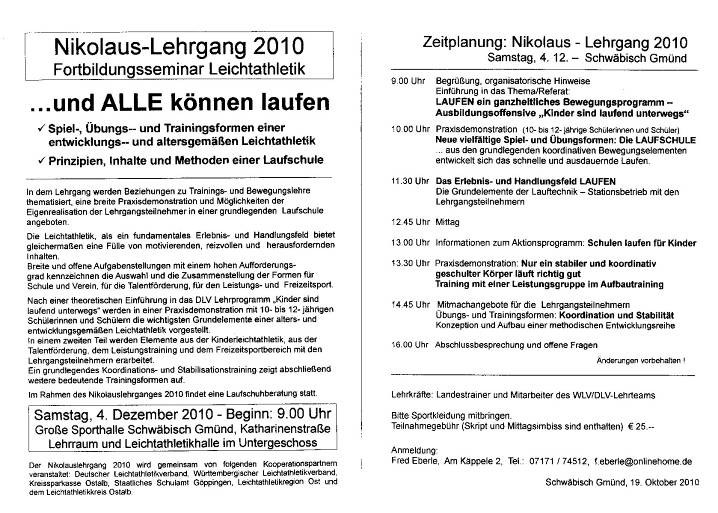 Nikolaus-Lehrgang 2010
Fortbildungsseminar Leichtathletik
...und ALLE können laufen
✓ Spiel-, Übungs-- und Trainingsformen einer
entwicklungs-- und altersgemäßen Leichtathletik
✓ Prinzipien, Inhalte und Methoden einer Laufschule
In dem Lehrgang werden Beziehungen zu Trainings- und Bewegungslehre
thematisiert, eine breite Praxisdemonstration und Möglichkeiten der
Eigenrealisation der Lehrgangsteilnehmer in einer grundlegenden Laufschule
angeboten.
Die Leichtathletik, als ein fundamentales Erlebnis- und Handlungsfeld bietet
gleichermaßen eine Fülle von motivierenden, reizvollen und herausfordernden
Inhalten.
Breite und offene Aufgabenstellungen mit einem hohen Aufforderungs-
grad kennzeichnen die Auswahl und die Zusammenstellung der Formen für
Schule und Verein, für die Talentförderung, für den Leistungs- und Freizeitsport.
Nach einer theoretischen Einführung in das DLV Lehrprogramm „Kinder sind
laufend unterwegs" werden in einer Praxisdemonstration mit 10- bis 12- jährigen
Schülerinnen und Schülern die wichtigsten Grundelemente einer alters- und
entwicklungsgemäßen Leichtathletik vorgestellt.
In einem zweiten Teil werden Elemente aus der Kinderleichtathletik, aus der
Talentförderung, dem Leistungstraining und dem Freizeitsportbereich mit den
Lehrgangsteilnehmern erarbeitet.
Ein grundlegendes Koordinations- und Stabilisationstraining zeigt abschließend
weitere bedeutende Trainingsformen auf.
Im Rahmen des Nikolauslehrganges 2010 findet eine Laufschuhberatung statt.
Samstag, 4. Dezember 2010 - Beginn: 9.00 Uhr
Große Sporthalle Schwäbisch Gmünd, Katharinenstraße
Lehrraum und Leichtathletikhalle im Untergeschoss
Der Nikolauslehrgang 2010 wird gemeinsam von folgenden Kooperationspartnern
veranstaltet: Deutscher Leichtathletikverband, Württembergischer Leichtathletikverband,
Kreissparkasse Ostalb, Staatliches Schulamt Göppingen, Leichtathletikregion Ost und
dem Leichtathletikkreis Ostalb.
Zeitplanung: Nikolaus - Lehrgang 2010
Samstag, 4. 12. – Schwäbisch Gmünd
9.00 Uhr Begrüßung, organisatorische Hinweise
Einführung in das Thema/Referat:
LAUFEN ein ganzheitliches Bewegungsprogramm –
Ausbildungsoffensive „Kinder sind laufend unterwegs"
10.00 Uhr Praxisdemonstration (10- bis 12- jährige Schülerinnen und Schüler)
Neue vielfältige Spiel- und Übungsformen: Die LAUFSCHULE
... aus den grundlegenden koordinativen Bewegungselementen
entwickelt sich das schnelle und ausdauernde Laufen.
11.30 Uhr Das Erlebnis- und Handlungsfeld LAUFEN
Die Grundelemente der Lauftechnik – Stationsbetrieb mit den
Lehrgangsteilnehmern
12.45 Uhr Mittag
13.00 Uhr Informationen zum Aktionsprogramm: Schulen laufen für Kinder
13.30 Uhr Praxisdemonstration: Nur ein stabiler und koordinativ
geschulter Körper läuft richtig gut
Training mit einer Leistungsgruppe im Aufbautraining
14.45 Uhr Mitmachangebote für die Lehrgangsteilnehmern
Übungs- und Trainingsformen: Koordination und Stabilität
Konzeption und Aufbau einer methodischen Entwicklungsreihe
16.00 Uhr Abschlussbesprechung und offene Fragen
Änderungen vorbehalten !
Lehrkräfte: Landestrainer und Mitarbeiter des WLV/DLV-Lehrteams
Bitte Sportkleidung mitbringen.
Teilnahmegebühr (Skript und Mittagsimbiss sind enthalten) € 25.--
Anmeldung:
Fred Eberle, Am Käppele 2, Tel.: 07171 / 74512, f.eberle@onlinehome.de
Schwäbisch Gmünd, 19. Oktober 2010